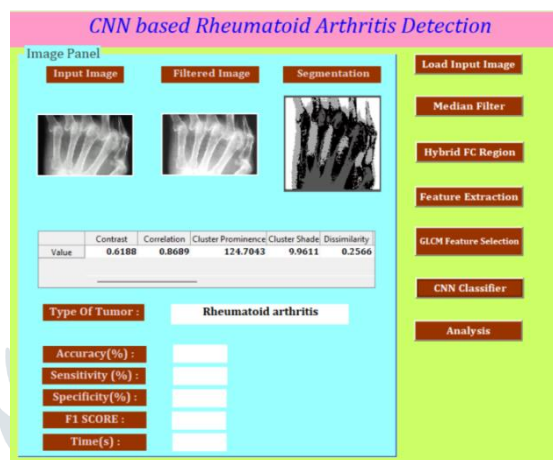 CNN based Rheumatoid Arthritis Detection
Image Panel
Input Image
Filtered Image
Segmentation
Contrast Correlation Cluster Prominence Cluster Shade Dissimilarity
Value 0.6188 0.8689 124.7043 9.9611 0.2566
Type Of Tumor :
Rheumatoid arthritis
Accuracy(%) :
Sensitivity (%) :
Specificity(%) :
F1 SCORE :
Time(s) :
Load Input Image
Median Filter
Hybrid FC Region
Feature Extraction
GLCM Feature Selection
CNN Classifier
Analysis